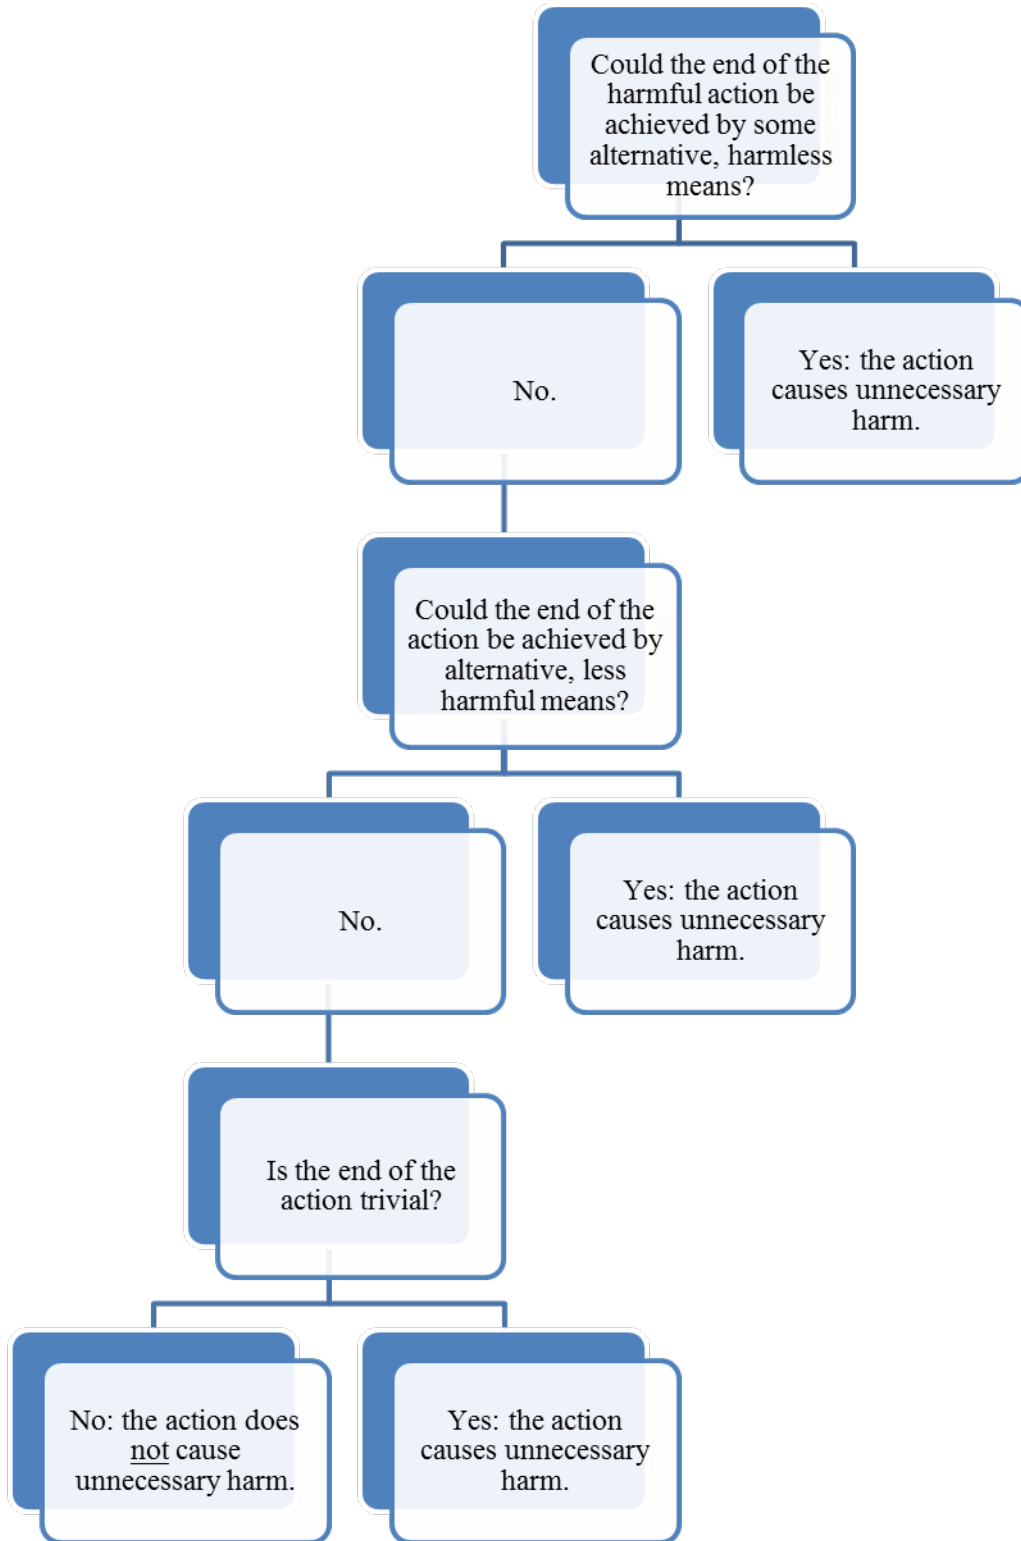 Could the end of the
harmful action be
achieved by some
alternative, harmless
means?
No.
Yes: the action
causes unnecessary
harm.
Could the end of the
action be achieved by
alternative, less
harmful means?
No.
Yes: the action
causes unnecessary
harm.
Is the end of the
action trivial?
No: the action does
not cause
unnecessary harm.
Yes: the action
causes unnecessary
harm.